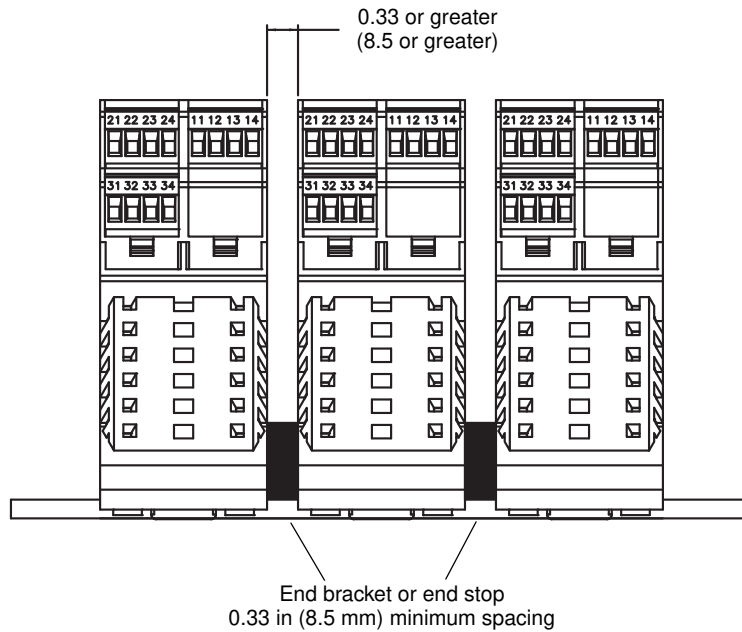 0.33 or greater
(8.5 or greater)
21 22 23 24 11 12 13 14 21 22 23 24 11 12 13 14 21 22 23 24 11 12 13 14
31 32 33 34 31 32 33 34 31 32 33 34
End bracket or end stop
0.33 in (8.5 mm) minimum spacing